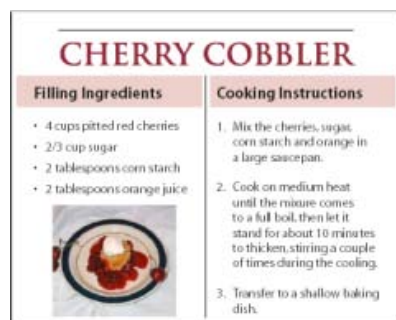 CHERRY COBBLER
Filling Ingredients
• 4 cups pitted red cherries
• 2/3 cup sugar
• 2 tablespoons corn starch
• 2 tablespoons orange juice
Cooking Instructions
1. Mix the cherries, sugar,
corn starch and orange in
a large saucepan.
2. Cook on medium heat
until the mixure comes
to a full boil, then let it
stand for about 10 minutes
to thicken, stirring a couple
of times during the cooling.
3. Transfer to a shallow baking
dish.